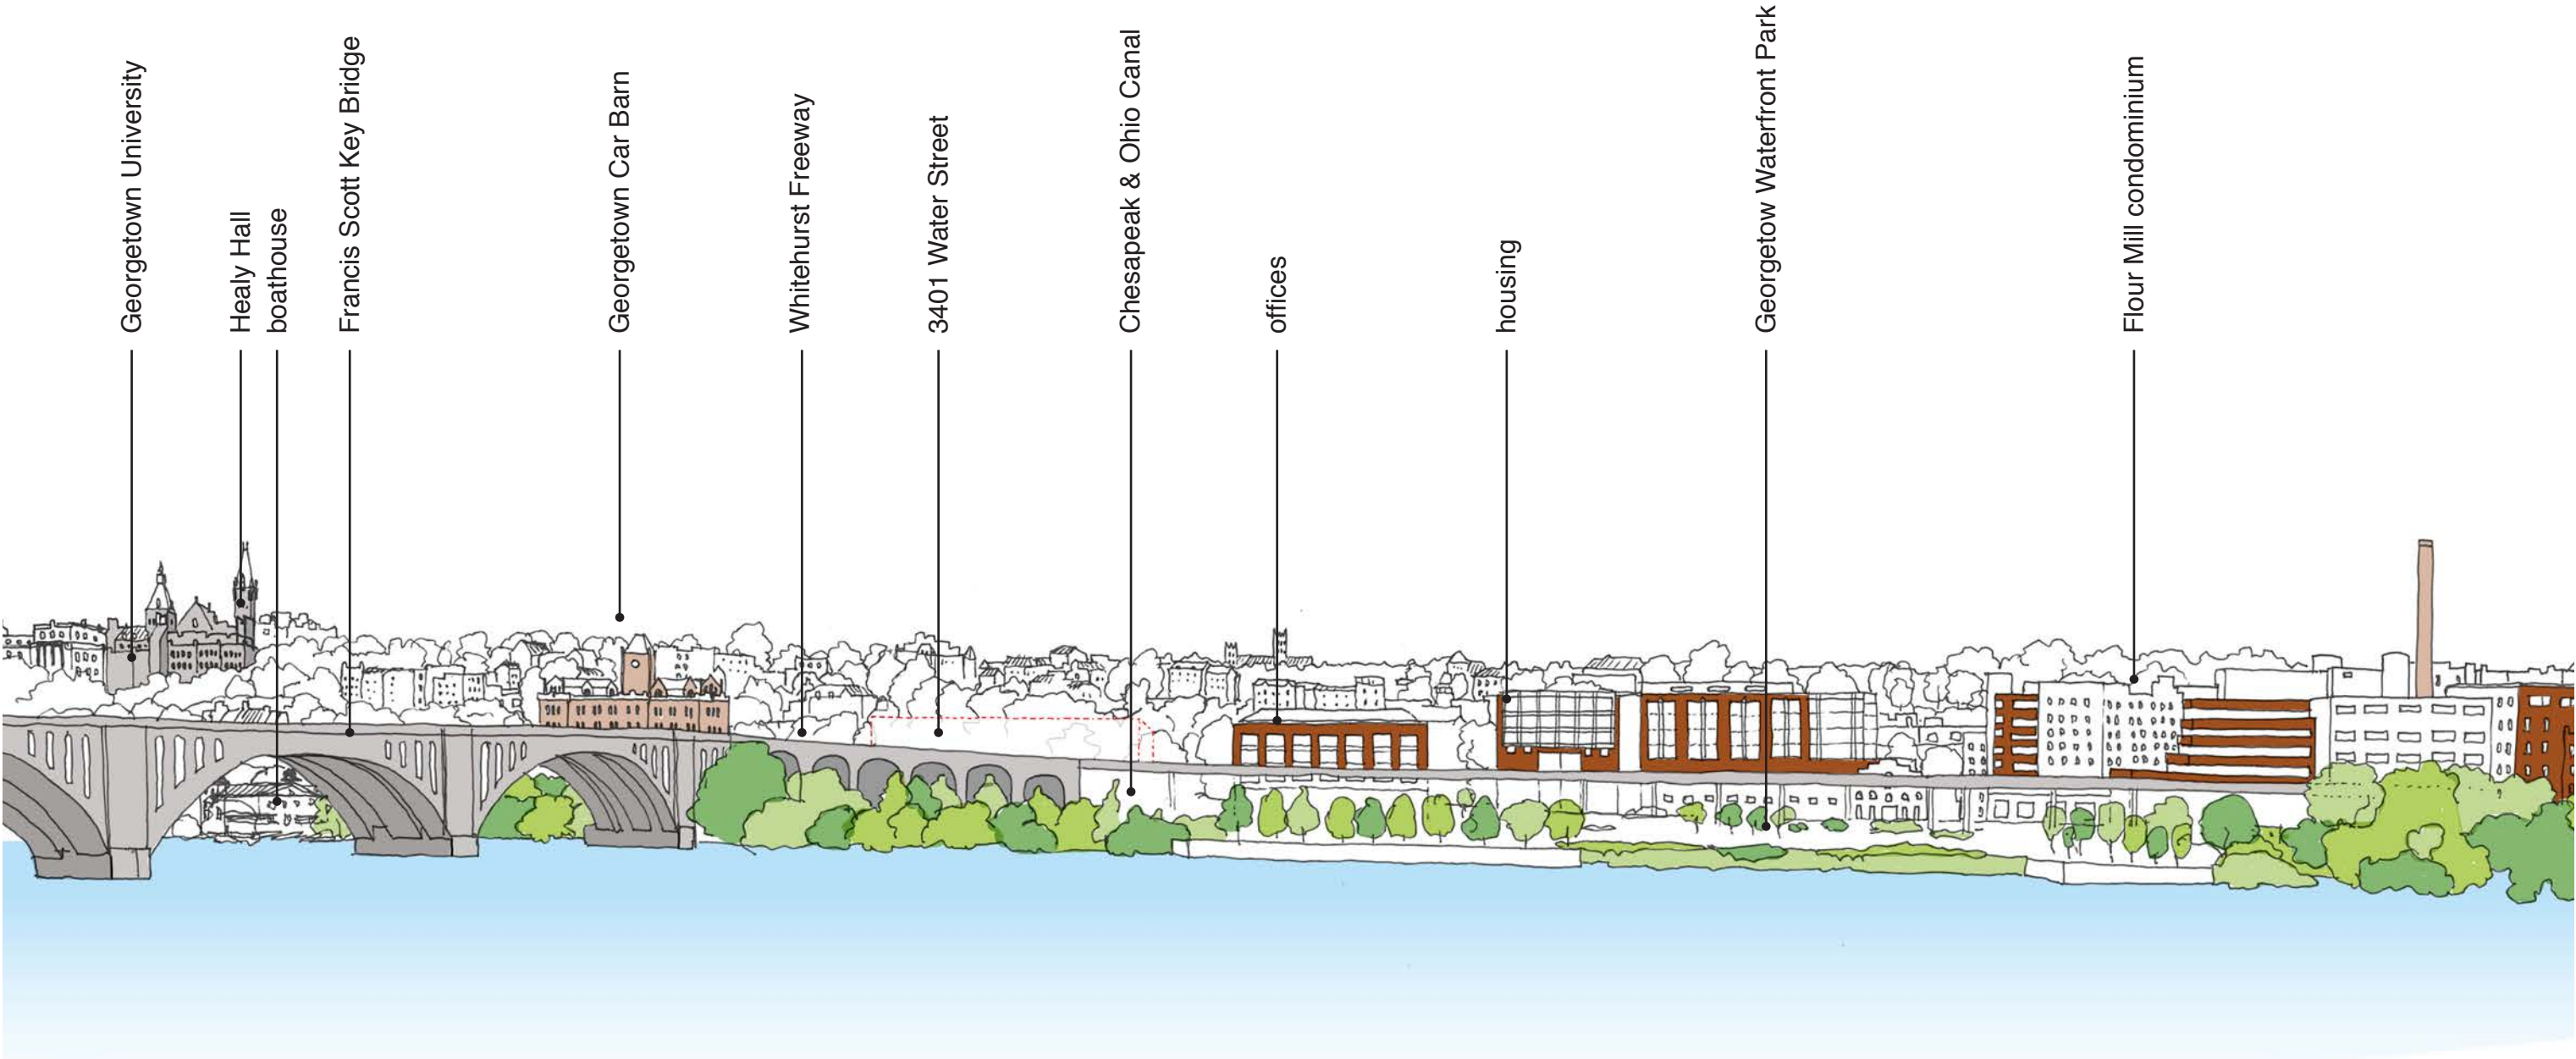 Georgetown University
Healy Hall
boathouse
Francis Scott Key Bridge
Georgetown Car Barn
Whitehurst Freeway
3401 Water Street
Chesapeak & Ohio Canal
offices
housing
Georgetow Waterfront Park
Flour Mill condominium